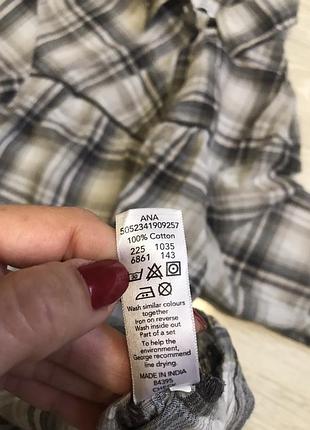 ANA
5052341909257
100% Cotton
225 1035
6861 143
Wash similar colours
together
Iron on reverse
Wash inside out
Part of a set
To help the
environment,
George recommend
line drying.
MADE IN INDIA
84395